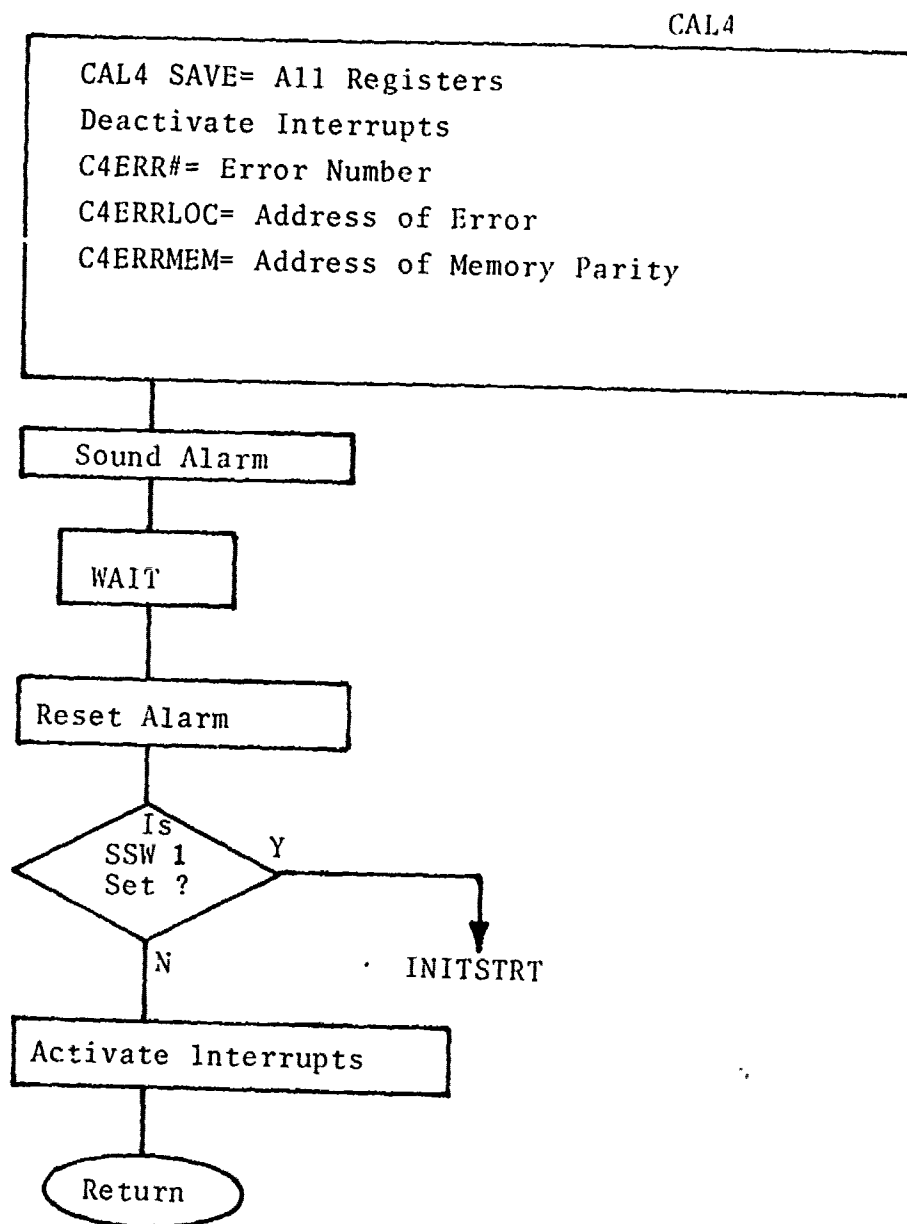 CAL4
CAL4 SAVE= All Registers
Deactivate Interrupts
C4ERR#= Error Number
C4ERRLOC= Address of Error
C4ERRMEM= Address of Memory Parity
Sound Alarm
WAIT
Reset Alarm
Is
SSW 1
Set ?
Y
N
INITSTRT
Activate Interrupts
Return